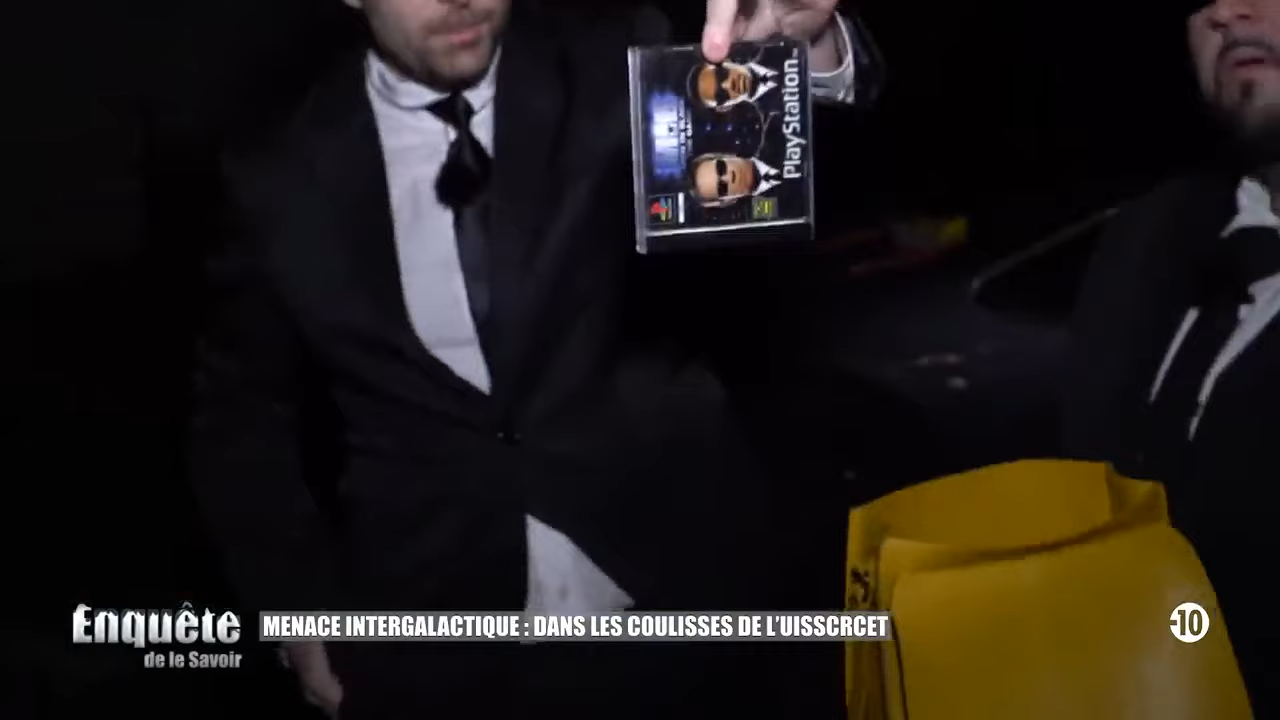 PlayStation
Enquête
de le Savoir
MENACE INTERGALACTIQUE : DANS LES COULISSES DE L'UISSCRCET
-10